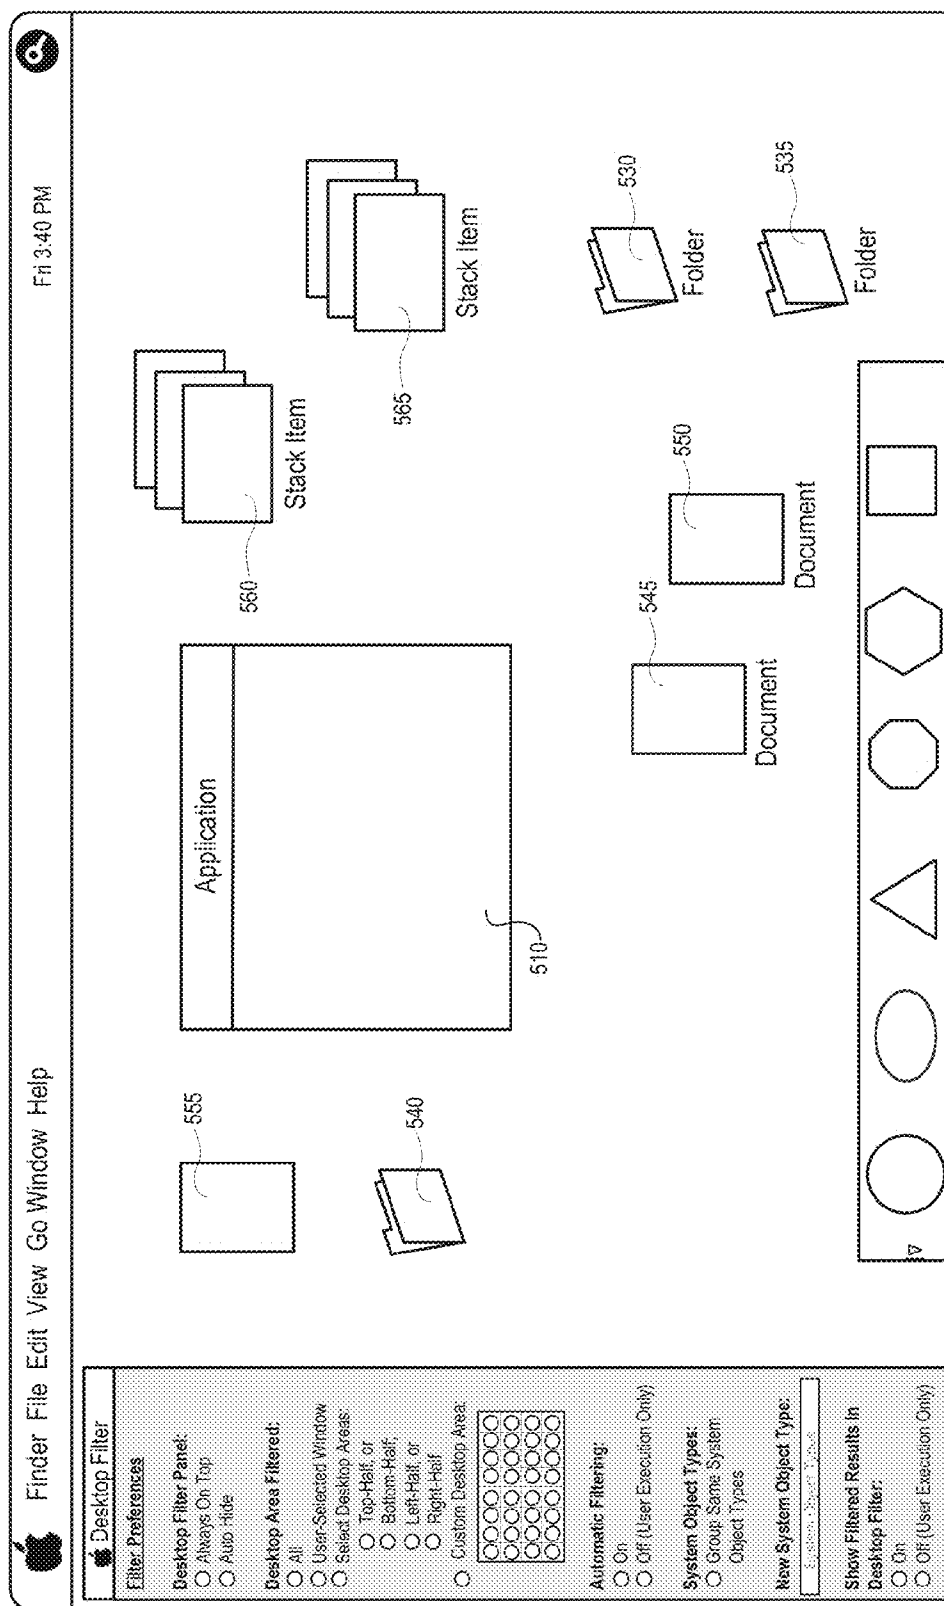 Finder File Edit View Go Window Help
Fri 3:40 PM
Desktop Filter
Filter Preferences
Desktop Filter Panel:
Always On Top
Auto Hide
Desktop Area Filtered:
All
User-Selected Window
Select Desktop Areas:
Top-Half, or
Bottom-Half;
Left-Half, or
Right-Half
Custom Desktop Area:
Automatic Filtering:
On
Off (User Execution Only)
System Object Types:
Group Same System
Object Types
New System Object Type:
Show Filtered Results In
Desktop Filter:
On
Off (User Execution Only)
555
540
Application
510
560
Stack Item
565
Stack Item
545
Document
550
Document
530
Folder
535
Folder